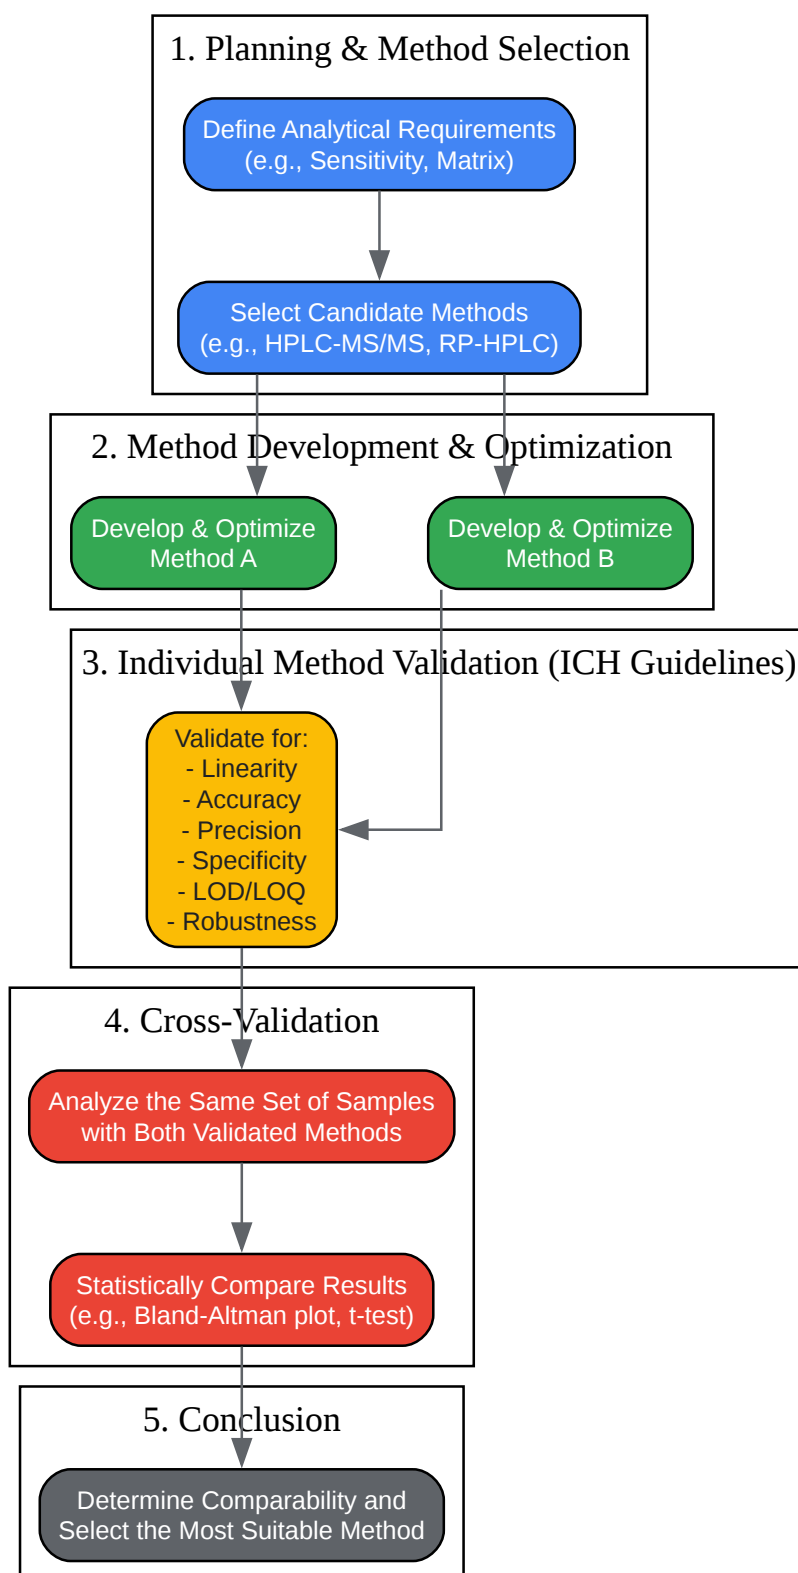 1. Planning & Method Selection
Define Analytical Requirements
(e.g., Sensitivity, Matrix)
Select Candidate Methods
(e.g., HPLC-MS/MS, RP-HPLC)
2. Method Development & Optimization
Develop & Optimize
Method A
Develop & Optimize
Method B
3. Individual Method Validation (ICH Guidelines)
Validate for:
- Linearity
- Accuracy
- Precision
- Specificity
- LOD/LOQ
- Robustness
4. Cross-Validation
Analyze the Same Set of Samples
with Both Validated Methods
Statistically Compare Results
(e.g., Bland-Altman plot, t-test)
5. Conclusion
Determine Comparability and
Select the Most Suitable Method